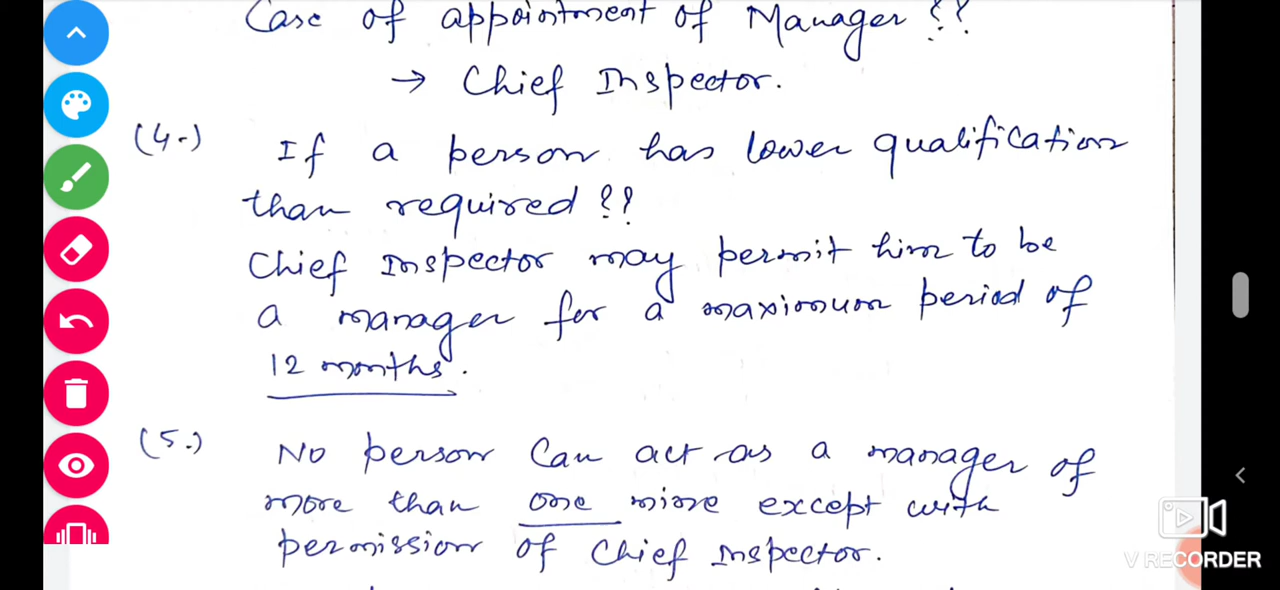 Case of appointment of Manager??
→ Chief Inspector.
(4.) If a person has lower qualification
than required??
Chief Inspector may permit him to be
a manager for a maximum period of
12 months.
(5.) No person can act as a manager of
more than one mine except with
permission of Chief Inspector.
V RECORDER